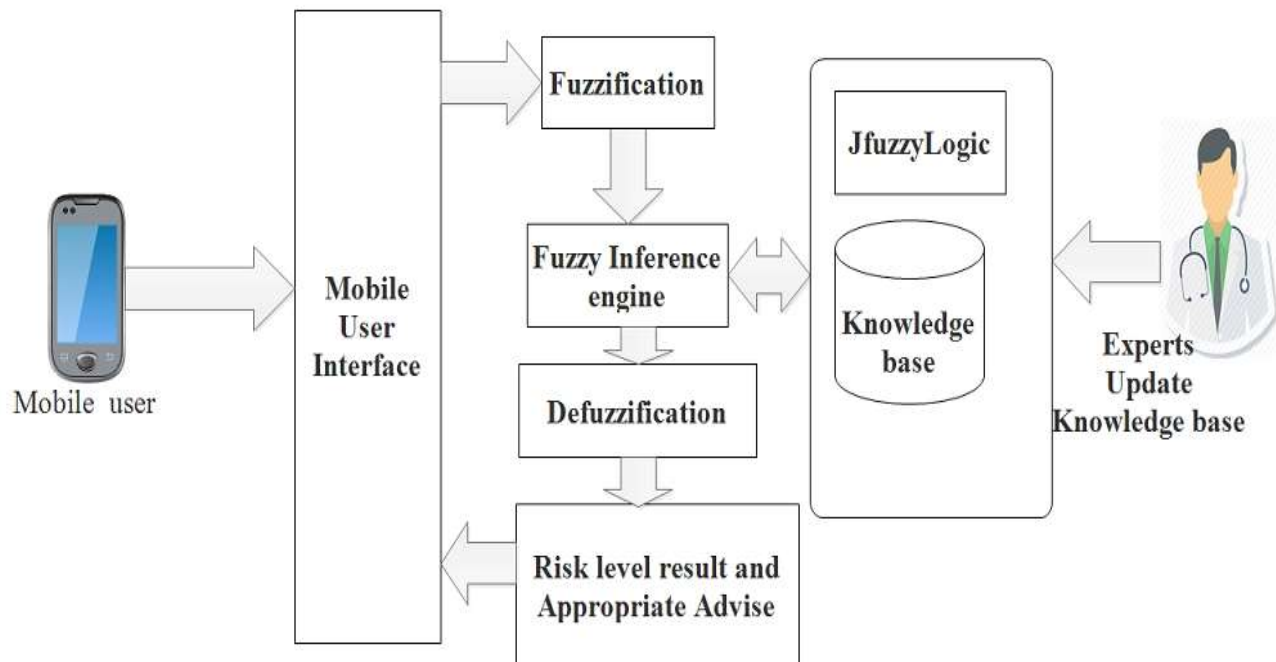 Mobile user
Mobile
User
Interface
Fuzzification
Fuzzy Inference
engine
Defuzzification
Risk level result and
Appropriate Advise
JfuzzyLogic
Knowledge
base
Experts
Update
Knowledge base